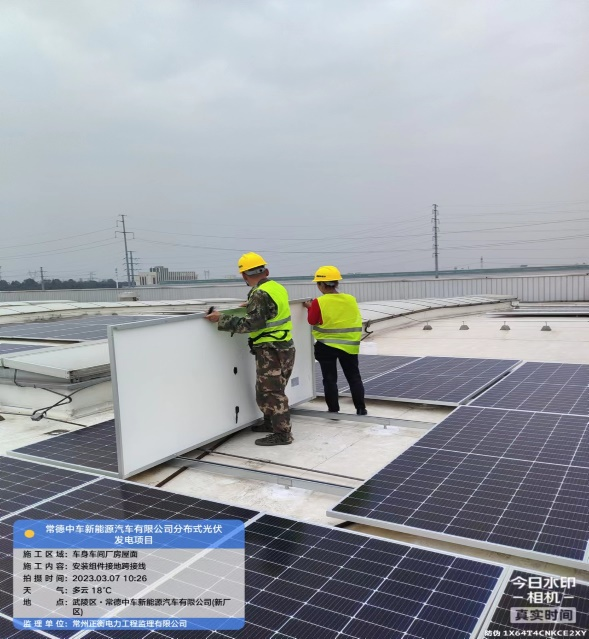 常德中车新能源汽车有限公司分布式光伏
发电项目
施工区域：车身车间厂房屋面
施工内容：安装组件接地跨接线
拍摄时间：2023.03.07 10:26
天　　气：多云 18℃
地　　点：武陵区·常德中车新能源汽车有限公司(新厂
区)
监理单位：常州正衡电力工程监理有限公司
今日水印
相机
真实时间
防伪 1X64T4CNKCE2XY